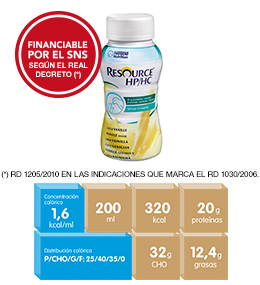 FINANCIABLE
POR EL SNS
SEGÚN EL REAL
DECRETO (*)
Nestlé
Nutrition
RESOURCE®
HP/HC
(*) RD 1205/2010 EN LAS INDICACIONES QUE MARCA EL RD 1030/2006.
Concentración
calórica
1,6
kcal/ml
200
ml
320
kcal
20g
proteínas
Distribución calórica
P/CHO/G/F: 25/40/35/0
32g
CHO
12,4g
grasas